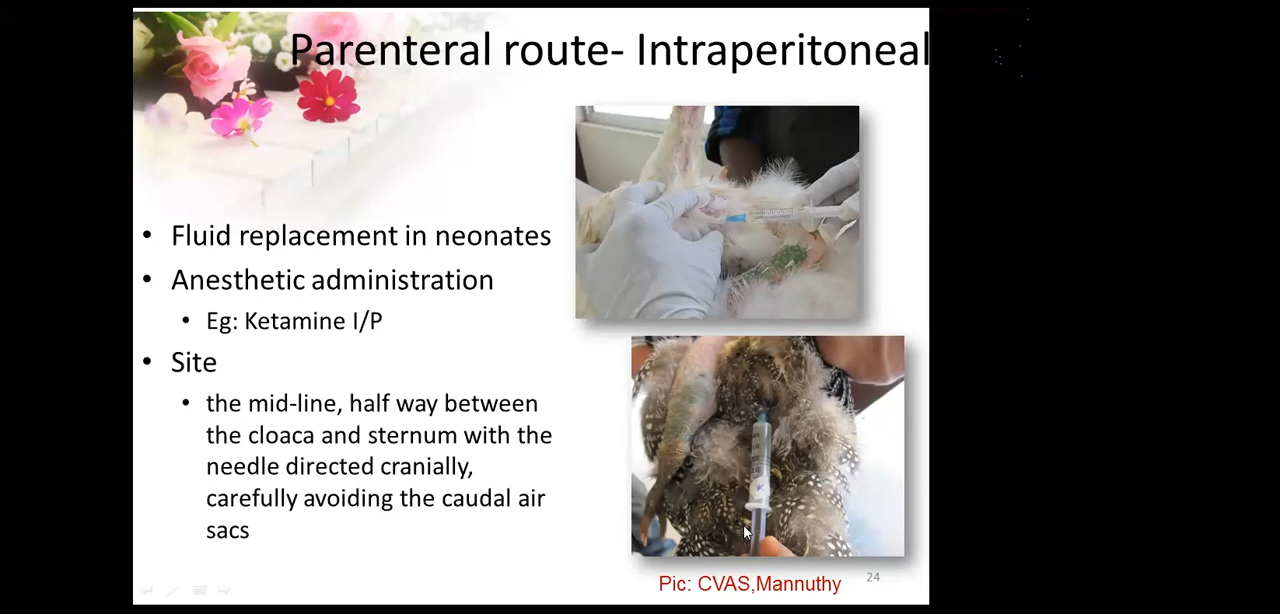 Parenteral route- Intraperitoneal
• Fluid replacement in neonates
• Anesthetic administration
• Eg: Ketamine I/P
• Site
• the mid-line, half way between
the cloaca and sternum with the
needle directed cranially,
carefully avoiding the caudal air
sacs
Pic: CVAS,Mannuthy
24